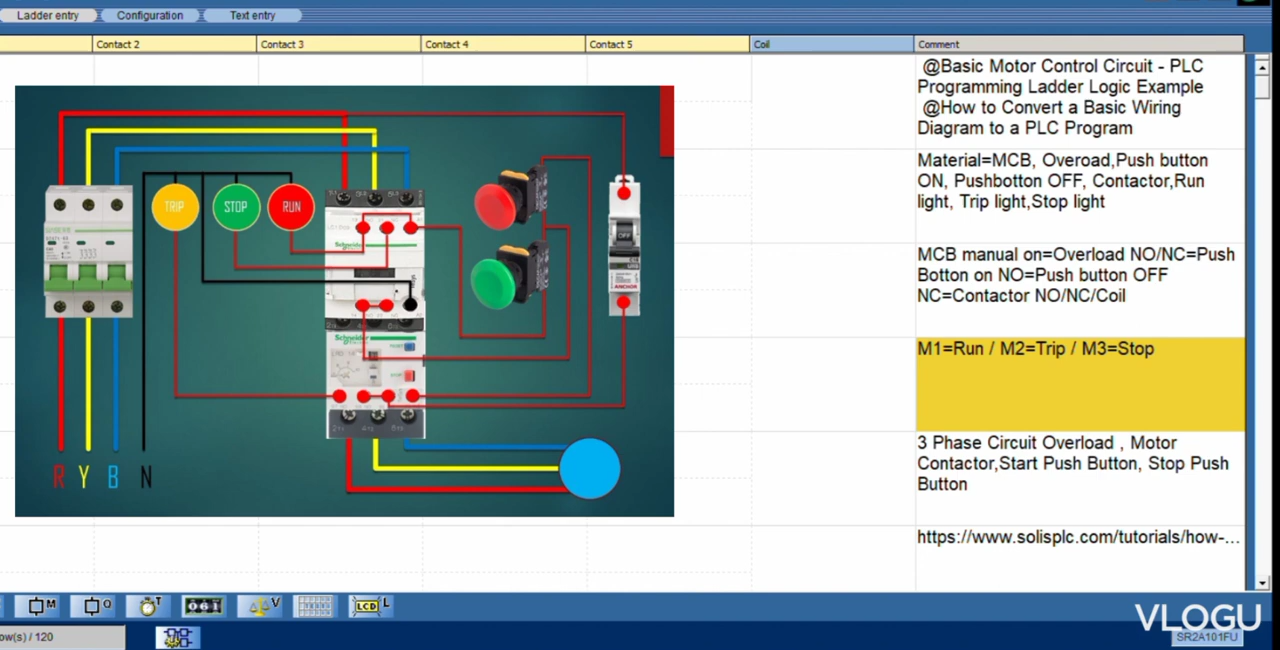 Ladder entry
Configuration
Text entry
Contact 2
Contact 3
Contact 4
Contact 5
Coil
Comment
@Basic Motor Control Circuit - PLC
Programming Ladder Logic Example
@How to Convert a Basic Wiring
Diagram to a PLC Program
Material=MCB, Overoad,Push button
ON, Pushbotton OFF, Contactor,Run
light, Trip light,Stop light
MCB manual on=Overload NO/NC=Push
Botton on NO=Push button OFF
NC=Contactor NO/NC/Coil
M1=Run / M2=Trip / M3=Stop
3 Phase Circuit Overload , Motor
Contactor,Start Push Button, Stop Push
Button
https://www.solisplc.com/tutorials/how-...
TRIP
STOP
RUN
Schneider
OFF
ANCHOR
Schneider
R Y B N
M
Q
T
061
V
LCD L
ow(s) / 120
VLOGU
SR2A101FU